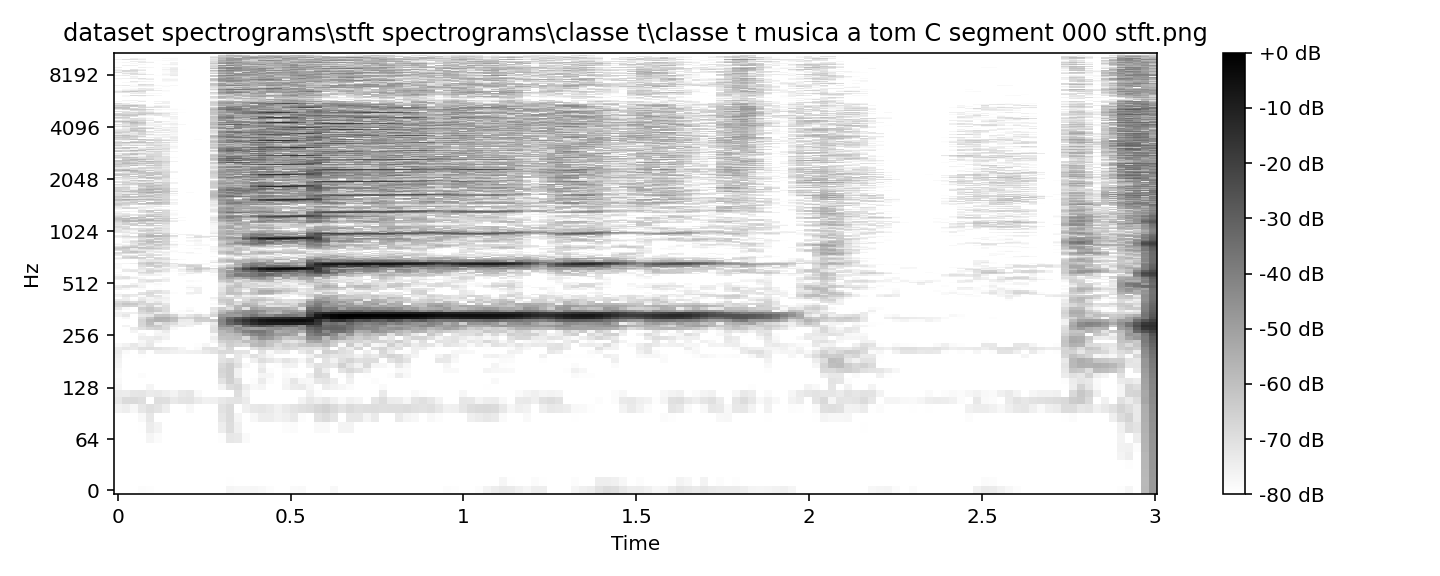 dataset spectrograms\stft spectrograms\classe t\classe t musica a tom C segment 000 stft.png
8192
4096
2048
1024
512
256
128
64
0
Hz
0
0.5
1
1.5
2
2.5
3
Time
+0 dB
-10 dB
-20 dB
-30 dB
-40 dB
-50 dB
-60 dB
-70 dB
-80 dB